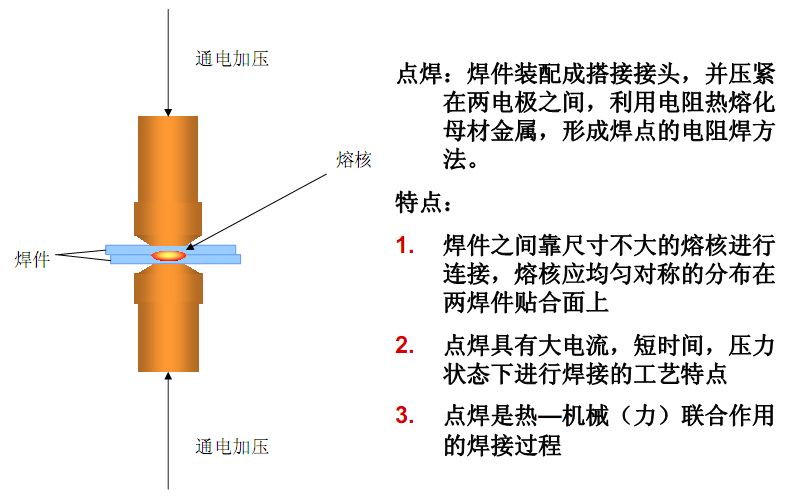 通电加压
熔核
焊件
通电加压
点焊：焊件装配成搭接接头，并压紧
在两电极之间，利用电阻热熔化
母材金属，形成焊点的电阻焊方
法。
特点：
1. 焊件之间靠尺寸不大的熔核进行
连接，熔核应均匀对称的分布在
两焊件贴合面上
2. 点焊具有大电流，短时间，压力
状态下进行焊接的工艺特点
3. 点焊是热—机械（力）联合作用
的焊接过程